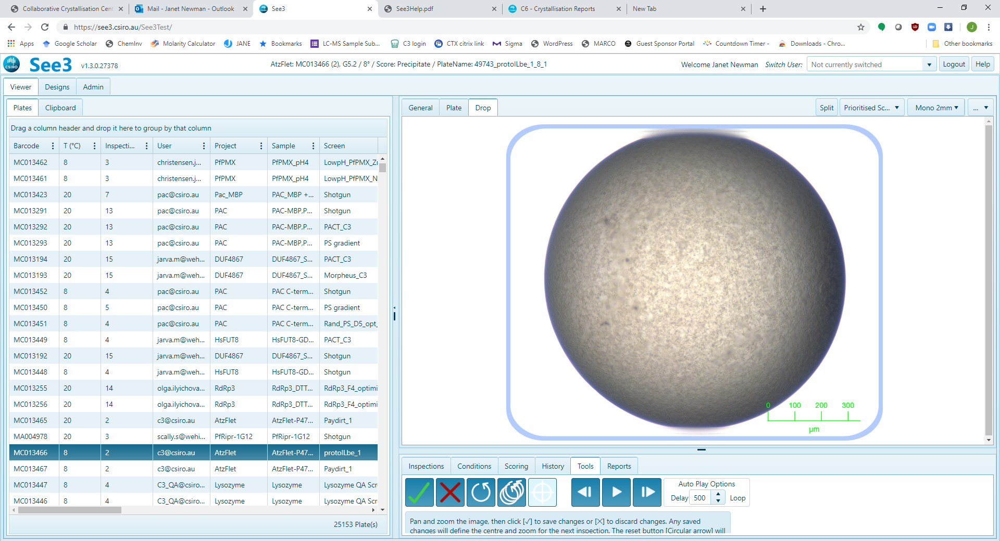 Collaborative Crystallisation Cent
Mail - Janet Newman - Outlook
See3
See3Help.pdf
C6 - Crystallisation Reports
New Tab
https://see3.csiro.au/See3Test/
Apps Google Scholar ChemInv Molarity Calculator JANE Bookmarks LC-MS Sample Sub... C3 login CTX citrix link Sigma WordPress MARCO Guest Sponsor Portal Countdown Timer - Downloads - Chro... Other bookmarks
CSIRO See3 v1.3.0.27378
AtzFlet: MC013466 (2), G5.2 / 8° / Score: Precipitate / PlateName: 49743_protoILbe_1_8_1
Welcome Janet Newman Switch User: Not currently switched Logout Help
Viewer Designs Admin
Plates Clipboard
Drag a column header and drop it here to group by that column
Barcode T (°C) Inspecti... User Project Sample Screen
MC013462 8 3 christensen.j... PfPMX PfPMX_pH4 LowpH_PfPMX_Z
MC013461 8 3 christensen.j... PfPMX PfPMX_pH4 LowpH_PfPMX_N
MC013423 20 7 pac@csiro.au Pac_MBP PAC_MBP +... Shotgun
MC013291 20 13 pac@csiro.au PAC PAC-MBP,P... Shotgun
MC013292 20 13 pac@csiro.au PAC PAC-MBP,P... PACT_C3
MC013293 20 13 pac@csiro.au PAC PAC-MBP,P... PS gradient
MC013194 20 15 jarva.m@weh... DUF4867 DUF4867_S... PACT_C3
MC013193 20 15 jarva.m@weh... DUF4867 DUF4867_S... Morpheus_C3
MC013452 8 4 pac@csiro.au PAC PAC C-term... Shotgun
MC013450 8 5 pac@csiro.au PAC PAC C-term... PS gradient
MC013451 8 4 pac@csiro.au PAC PAC C-term... Rand_PS_D5_opt_
MC013449 8 4 jarva.m@weh... HsFUT8 HsFUT8-GD... PACT_C3
MC013192 20 15 jarva.m@weh... DUF4867 DUF4867_S... Shotgun
MC013448 8 4 jarva.m@weh... HsFUT8 HsFUT8-GD... Shotgun
MC013255 20 14 olga.ilyichova... RdRp3 RdRp3_DTT... RdRp3_F4_optimi
MC013256 20 14 olga.ilyichova... RdRp3 RdRp3_DTT... RdRp3_F4_optimi
MC013465 20 2 c3@csiro.au AtzFlet AtzFlet-P47... Paydirt_1
MA004978 20 3 scally.s@wehi... PfRipr-1G12 PfRipr-1G12 Shotgun
MC013466 8 2 c3@csiro.au AtzFlet AtzFlet-P47... protoILbe_1
MC013467 8 2 c3@csiro.au AtzFlet AtzFlet-P47... Paydirt_1
MC013447 8 4 C3_QA@csiro... Lysozyme Lysozyme Lysozyme QA Scr
MC013446 8 4 C3_QA@csiro... Lysozyme Lysozyme Lysozyme QA Scr
25153 Plate(s)
General Plate Drop
Split Prioritised Sc... Mono 2mm ...
0 100 200 300
µm
Inspections Conditions Scoring History Tools Reports
Auto Play Options
Delay 500 Loop
Pan and zoom the image, then click [√] to save changes or [X] to discard changes. Any saved
changes will define the centre and zoom for the next inspection. The reset button [Circular arrow] will